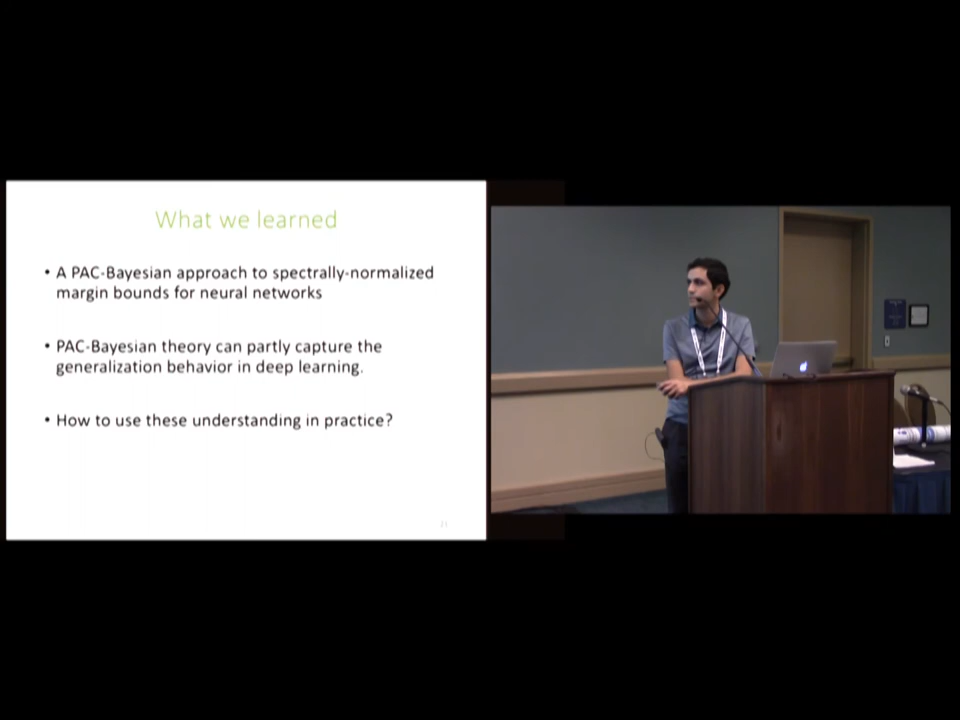 What we learned
• A PAC-Bayesian approach to spectrally-normalized
margin bounds for neural networks
• PAC-Bayesian theory can partly capture the
generalization behavior in deep learning.
• How to use these understanding in practice?